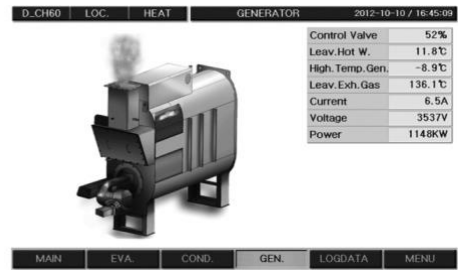 D_CH60 LOC. HEAT GENERATOR 2012-10-10 / 16:45:09
Control Valve 52%
Leav.Hot W. 11.8℃
High.Temp.Gen. -8.9℃
Leav.Exh.Gas 136.1℃
Current 6.5A
Voltage 3537V
Power 1148KW
MAIN EVA. COND. GEN. LOGDATA MENU